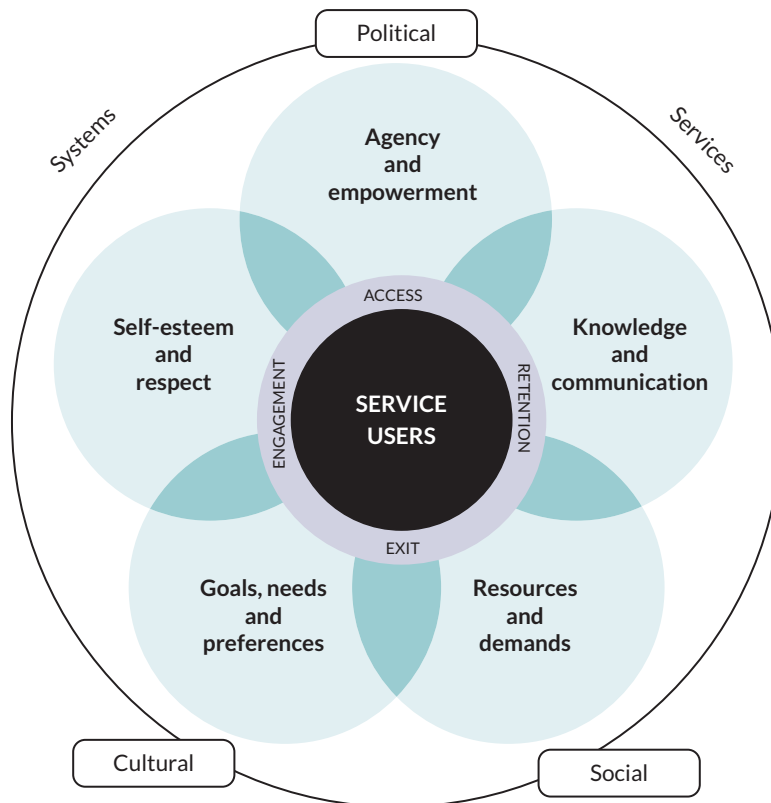 Political
Systems
Services
Agency
and
empowerment
Self-esteem
and
respect
Knowledge
and
communication
ACCESS
ENGAGEMENT
RETENTION
SERVICE
USERS
EXIT
Goals, needs
and
preferences
Resources
and
demands
Cultural
Social